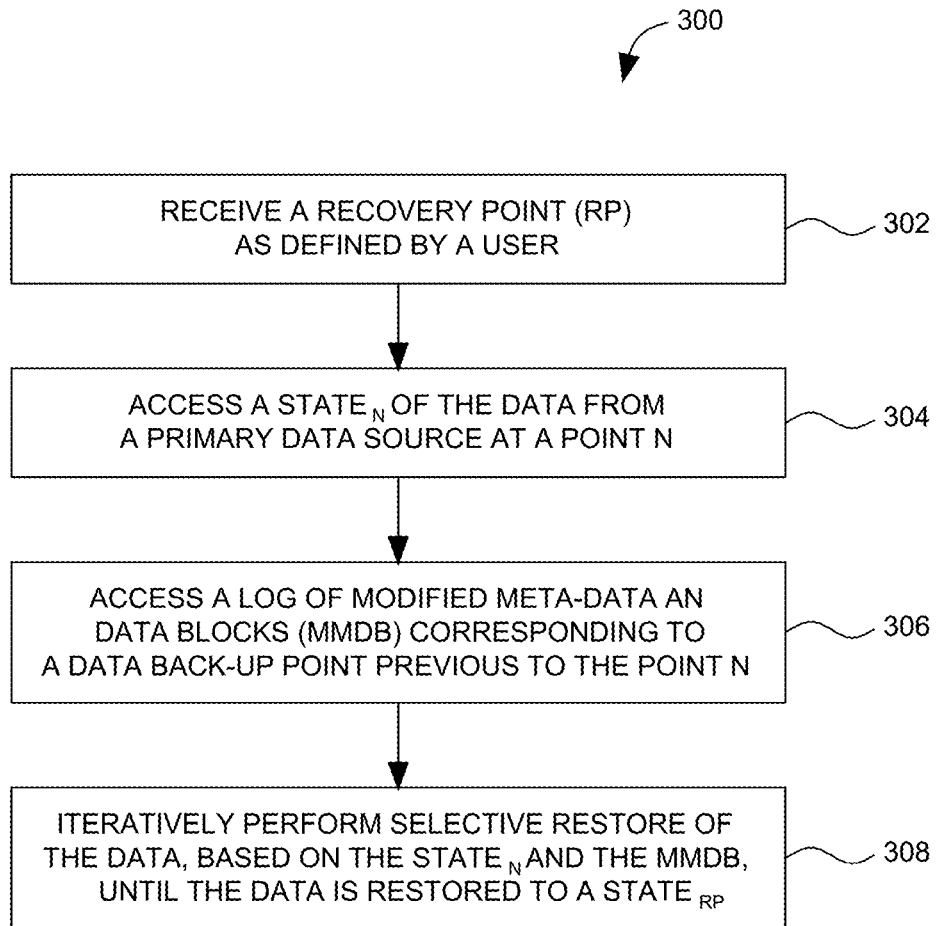 300
RECEIVE A RECOVERY POINT (RP)
AS DEFINED BY A USER
302
ACCESS A STATE N OF THE DATA FROM
A PRIMARY DATA SOURCE AT A POINT N
304
ACCESS A LOG OF MODIFIED META-DATA AN
DATA BLOCKS (MMDB) CORRESPONDING TO
A DATA BACK-UP POINT PREVIOUS TO THE POINT N
306
ITERATIVELY PERFORM SELECTIVE RESTORE OF
THE DATA, BASED ON THE STATE N AND THE MMDB,
UNTIL THE DATA IS RESTORED TO A STATE RP
308